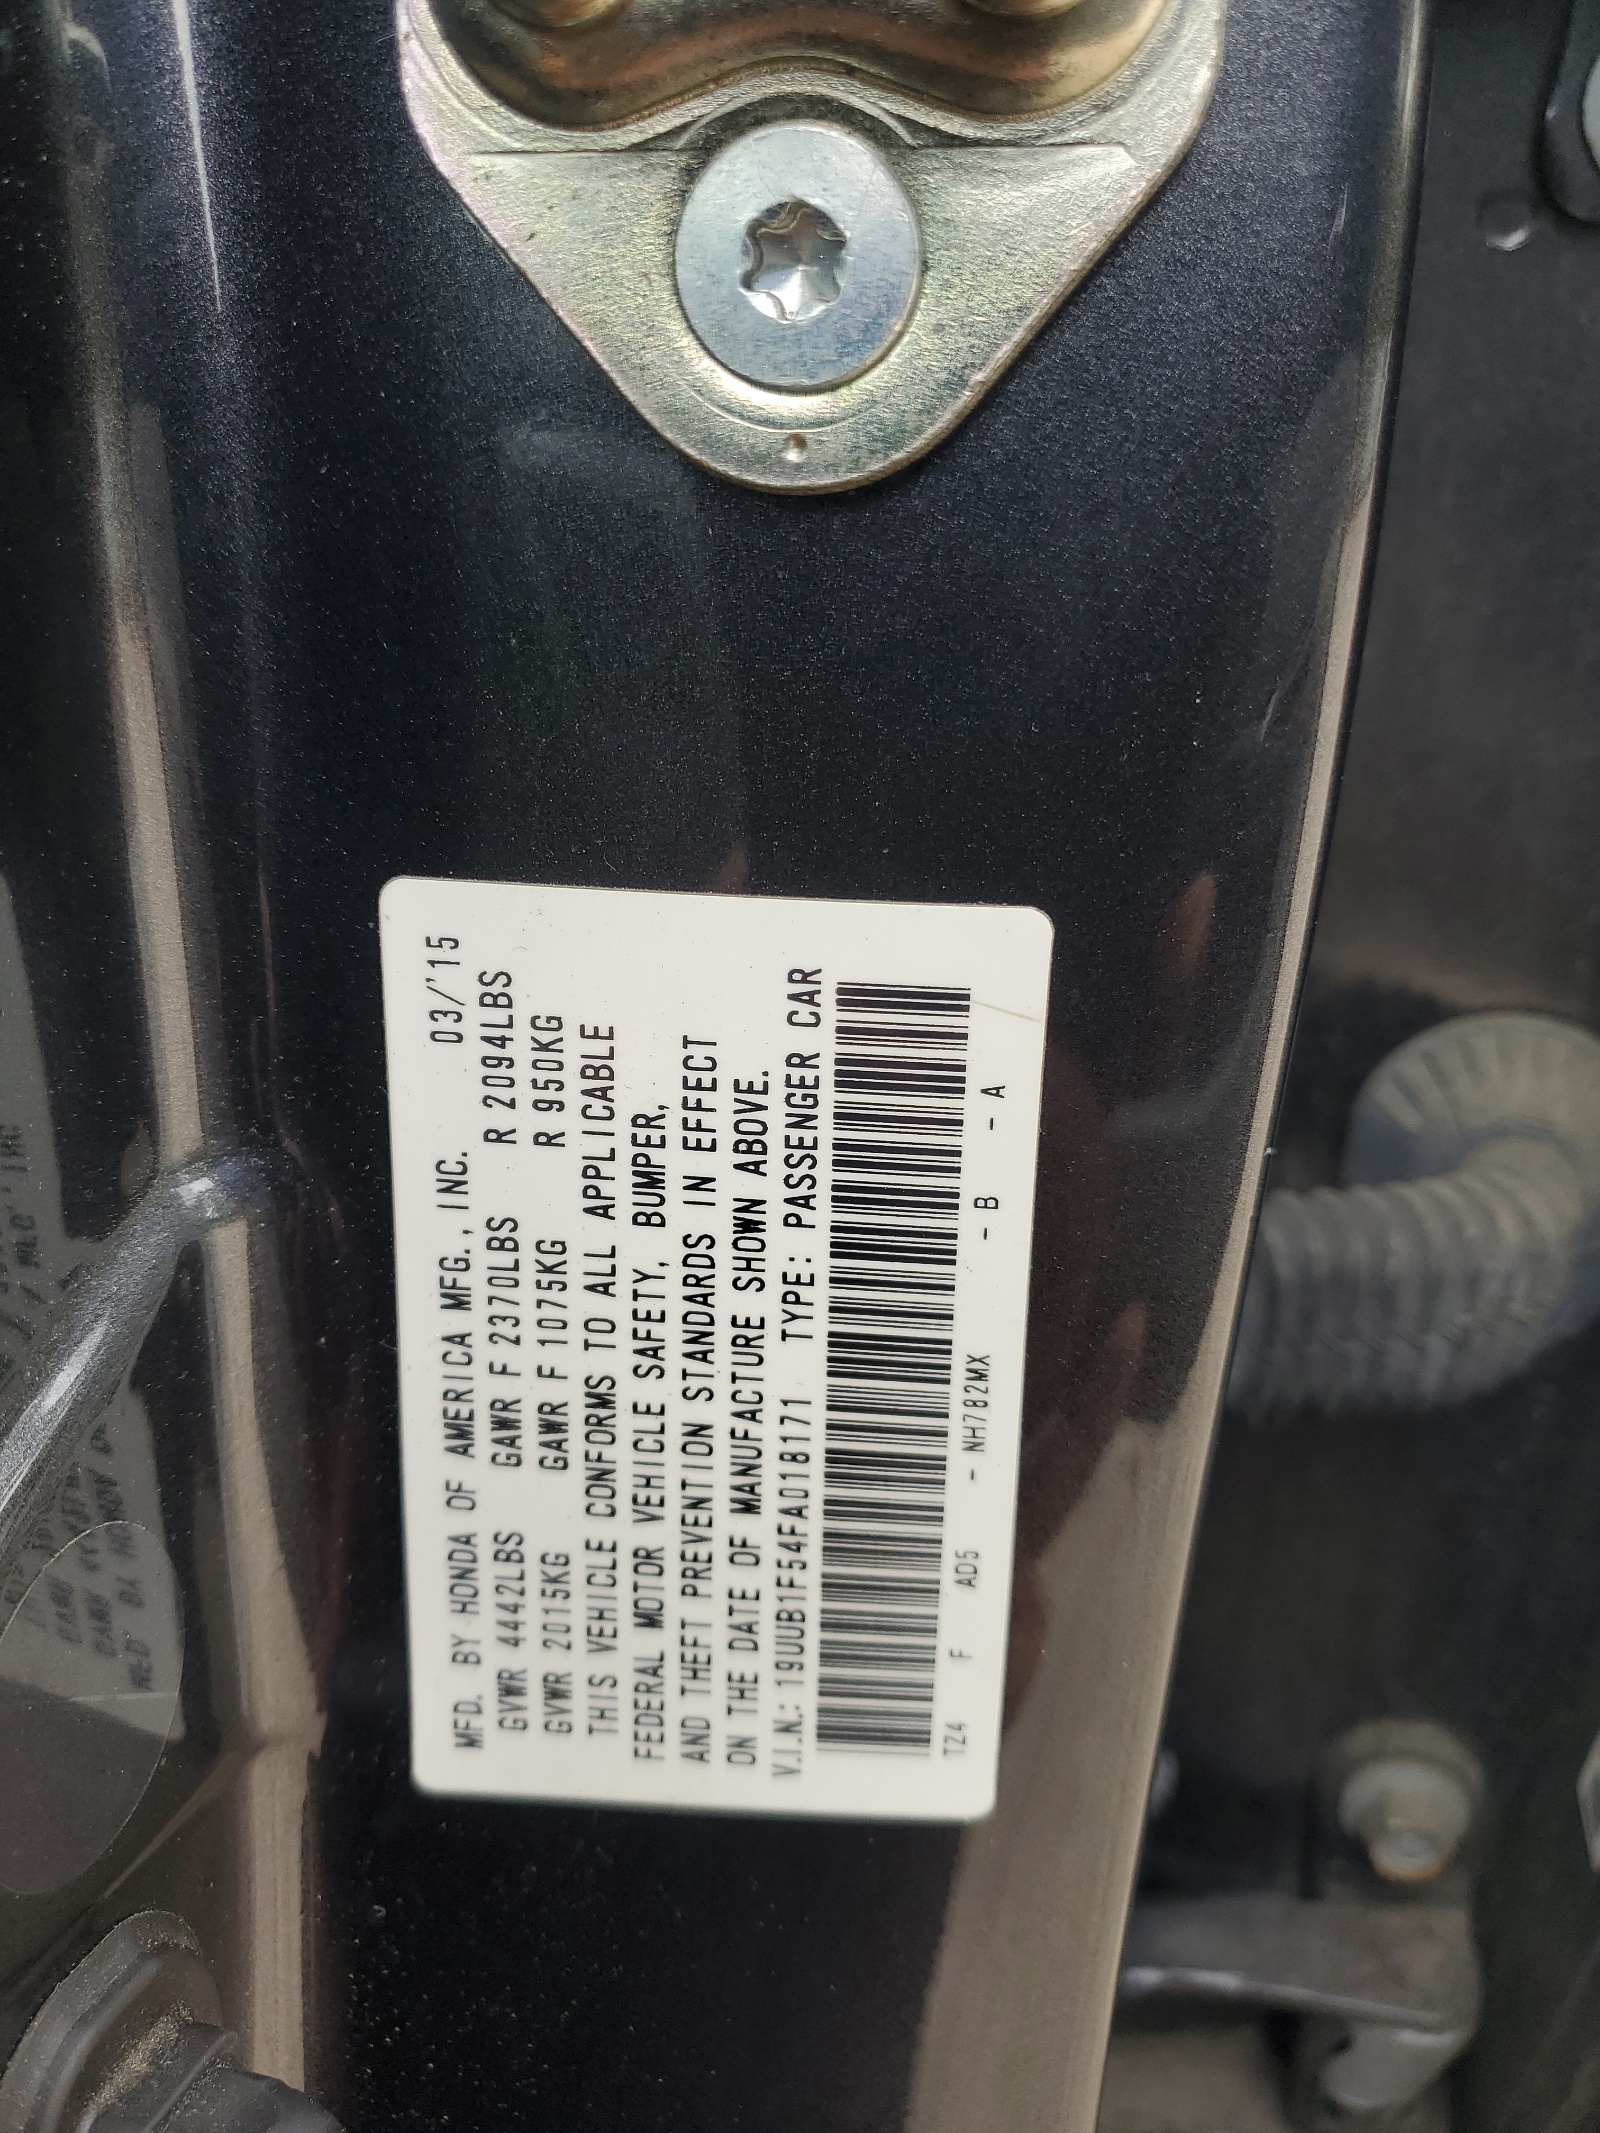 MFD. BY HONDA OF AMERICA MFG., INC. 03/'15
GVWR 4442LBS GAWR F 2370LBS R 2094LBS
GVWR 2015KG GAWR F 1075KG R 950KG
THIS VEHICLE CONFORMS TO ALL APPLICABLE
FEDERAL MOTOR VEHICLE SAFETY, BUMPER,
AND THEFT PREVENTION STANDARDS IN EFFECT
ON THE DATE OF MANUFACTURE SHOWN ABOVE.
V.I.N.: 19UUB1F54FA018171 TYPE: PASSENGER CAR
TZ4 F AD5 - NH782MX - B - A